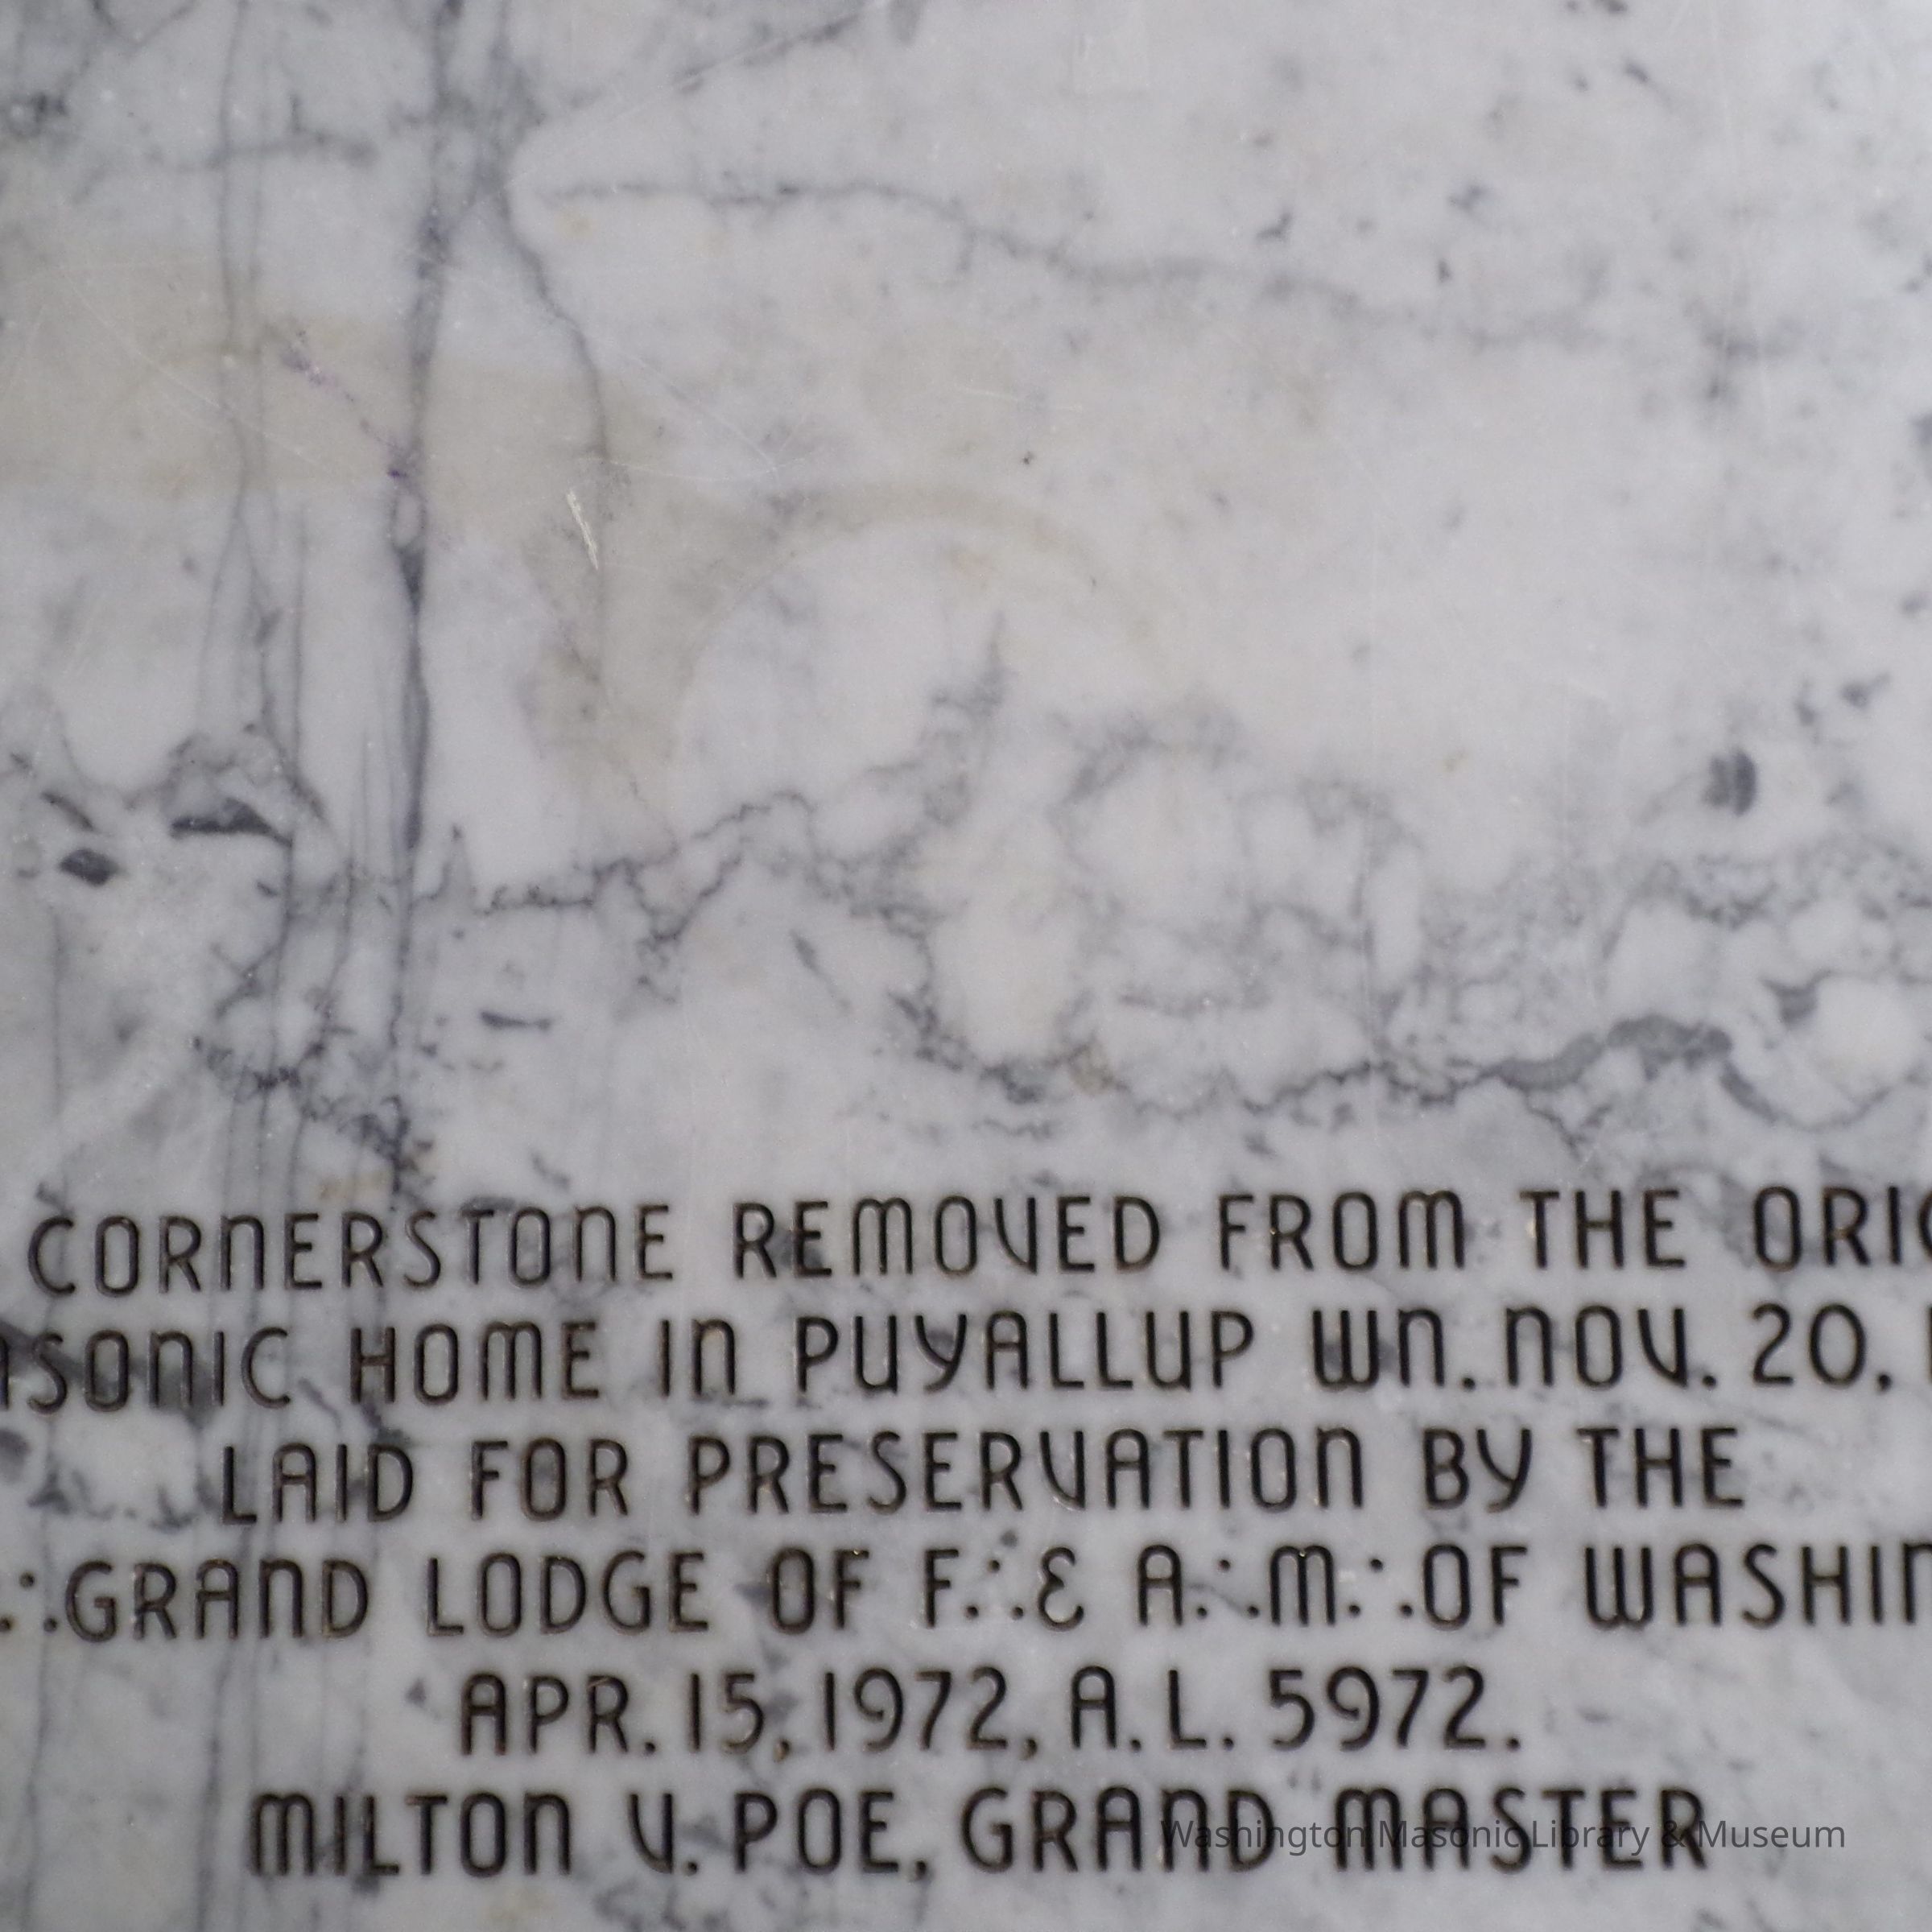 CORNERSTONE REMOVED FROM THE
HOME IN PUYALLUP WN. NOV. 20,
LAID FOR PRESERVATION BY THE
GRAND LODGE OF F∴& A∴M∴OF
APR. 15, 1972, A. L. 5972.
MILTON V. POE, GRAND MASTER
Washington Masonic Library & Museum